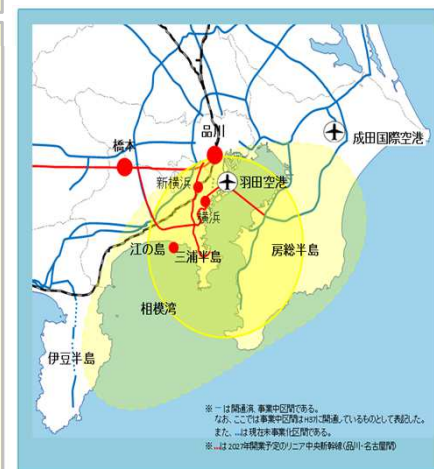 品川
成田国際空港
橋本
羽田空港
新横浜
横浜
江の島
三浦半島
房総半島
相模湾
伊豆半島
※ーは開通済、事業中区間である。
なお、ここでは事業中区間はH37に開通しているものとして表記した。
また、…は現在未事業化区間である。
※…は2027年開業予定のリニア中央新幹線(品川・名古屋間)